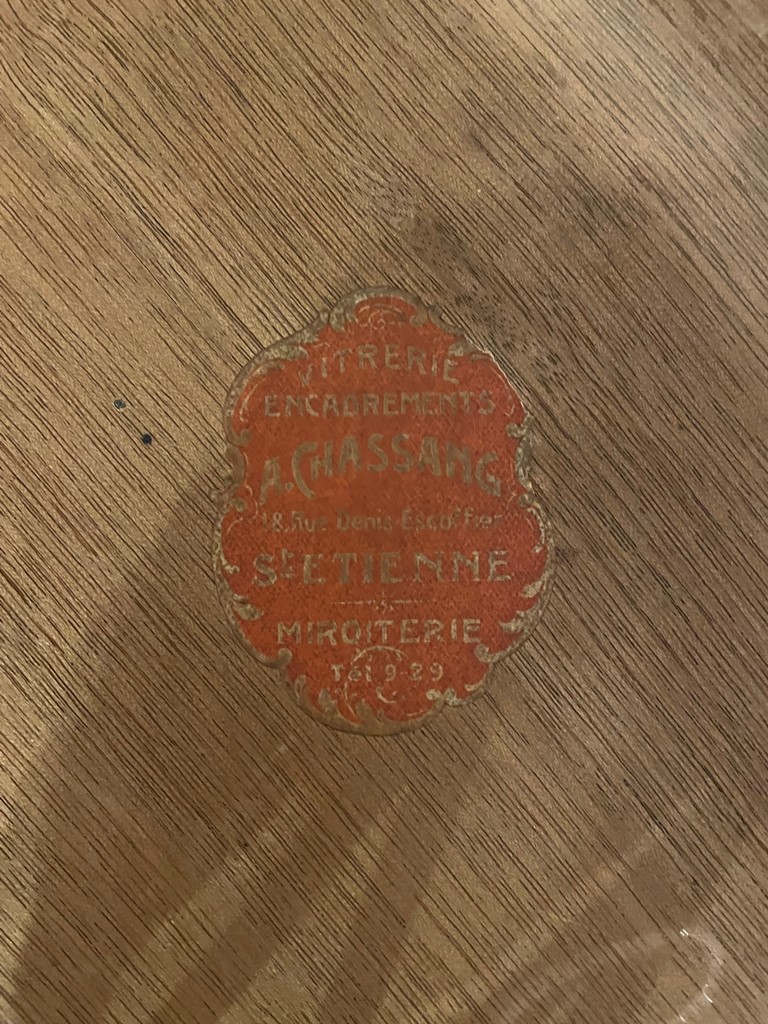 VITRERIE
ENCADREMENTS
A. CHASSANG
18, Rue Denis-Escoffier
St ETIENNE
MIROITERIE
Tél 9-29